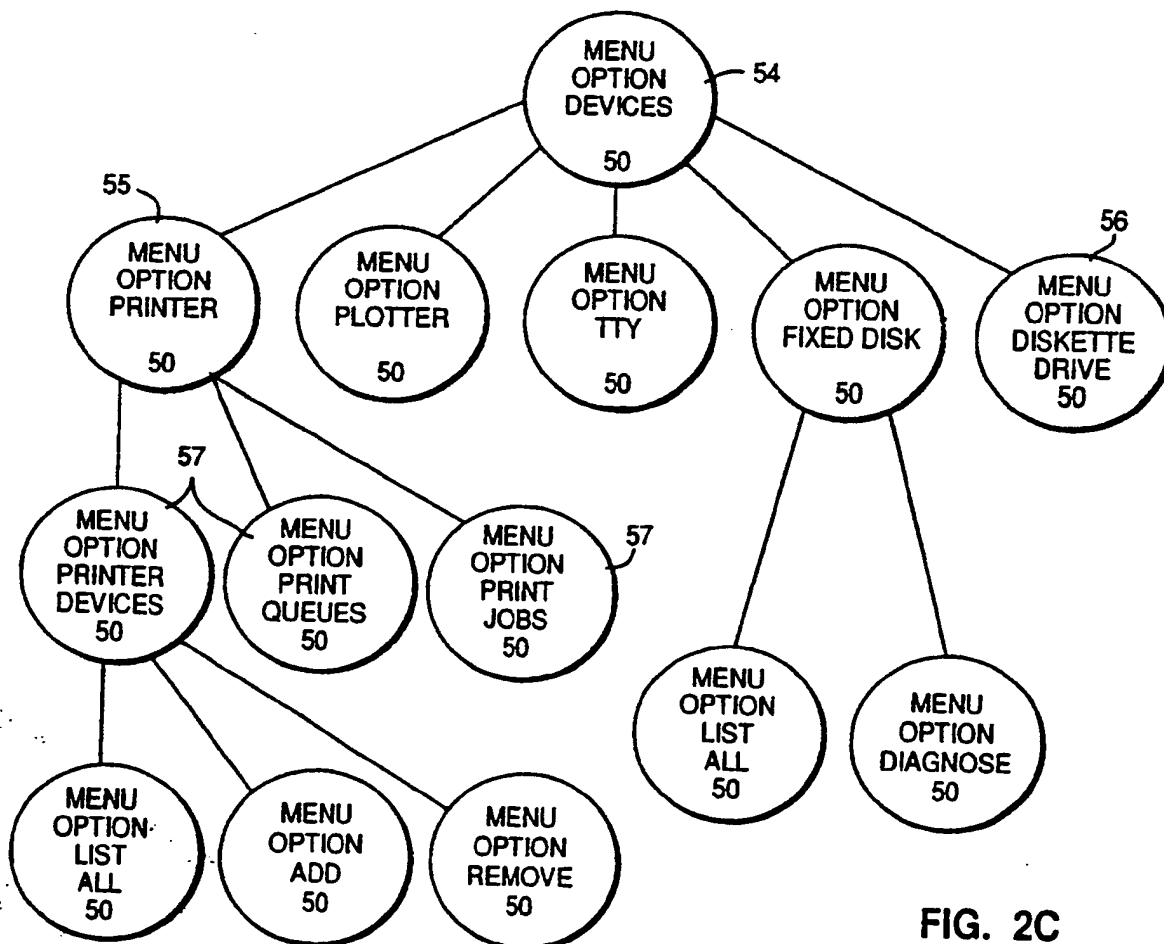 MENU
OPTION
DEVICES
50
54
55
MENU
OPTION
PRINTER
50
MENU
OPTION
PLOTTER
50
MENU
OPTION
TTY
50
MENU
OPTION
FIXED DISK
50
56
MENU
OPTION
DISKETTE
DRIVE
50
57
MENU
OPTION
PRINTER
DEVICES
50
MENU
OPTION
PRINT
QUEUES
50
MENU
OPTION
PRINT
JOBS
50
57
MENU
OPTION
LIST
ALL
50
MENU
OPTION
DIAGNOSE
50
MENU
OPTION
LIST
ALL
50
MENU
OPTION
ADD
50
MENU
OPTION
REMOVE
50
FIG. 2C